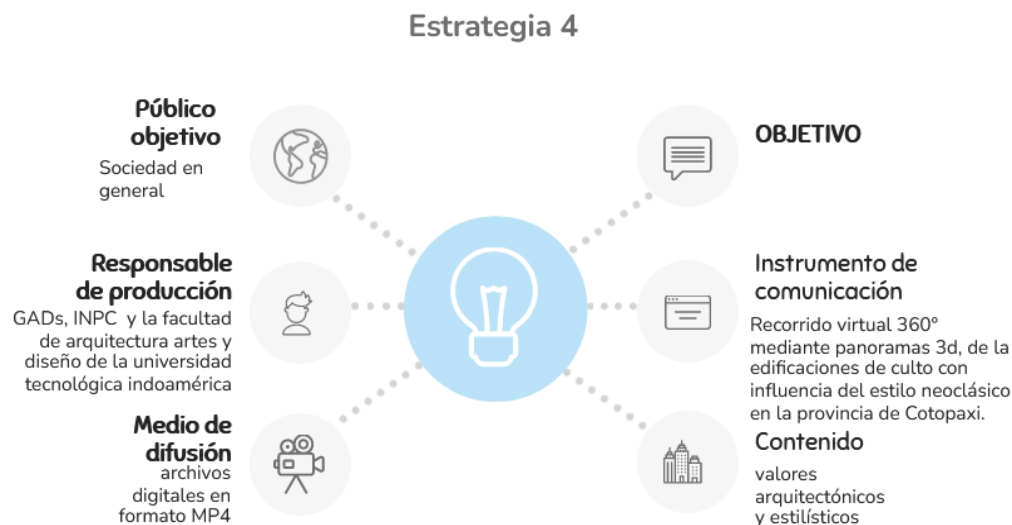 Estrategia 4
Público
objetivo
Sociedad en
general
Responsable
de producción
GADs, INPC y la facultad
de arquitectura artes y
diseño de la universidad
tecnológica indoamérica
Medio de
difusión
archivos
digitales en
formato MP4
OBJETIVO
Instrumento de
comunicación
Recorrido virtual 360°
mediante panoramas 3d, de la
edificaciones de culto con
influencia del estilo neoclásico
en la provincia de Cotopaxi.
Contenido
valores
arquitectónicos
y estilísticos